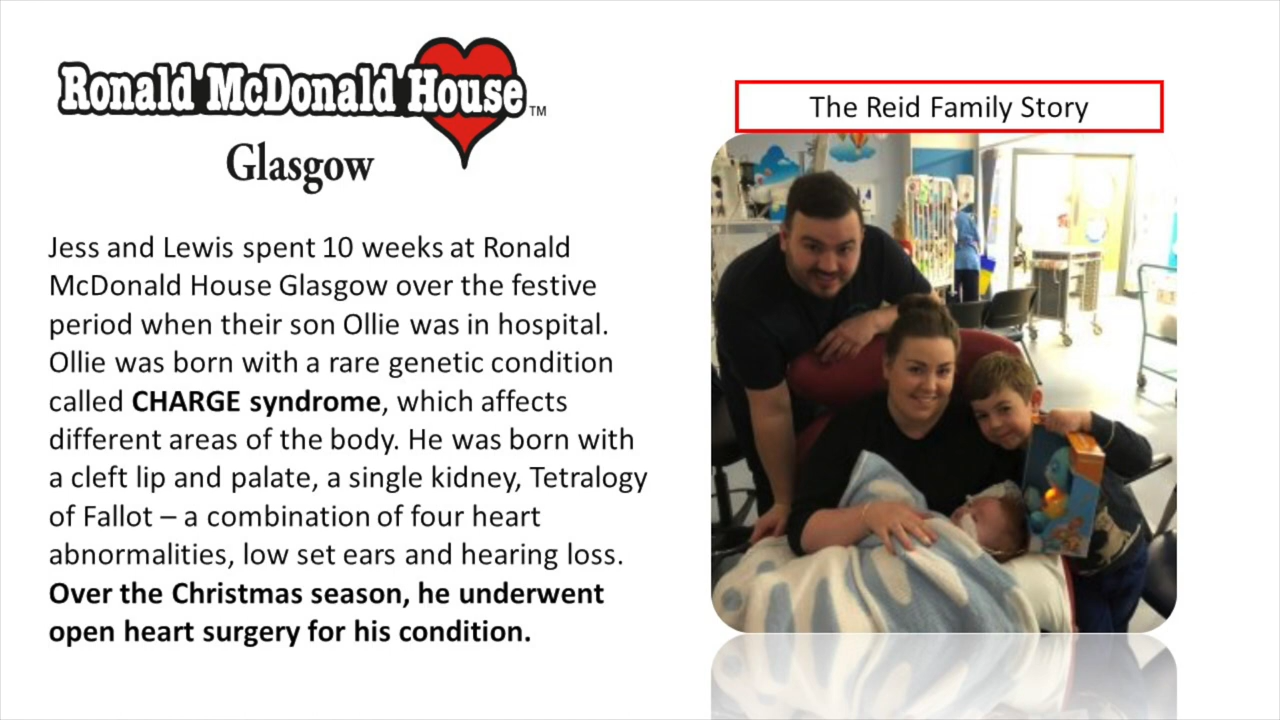 Ronald McDonald House™
Glasgow
Jess and Lewis spent 10 weeks at Ronald
McDonald House Glasgow over the festive
period when their son Ollie was in hospital.
Ollie was born with a rare genetic condition
called CHARGE syndrome, which affects
different areas of the body. He was born with
a cleft lip and palate, a single kidney, Tetralogy
of Fallot – a combination of four heart
abnormalities, low set ears and hearing loss.
Over the Christmas season, he underwent
open heart surgery for his condition.
The Reid Family Story